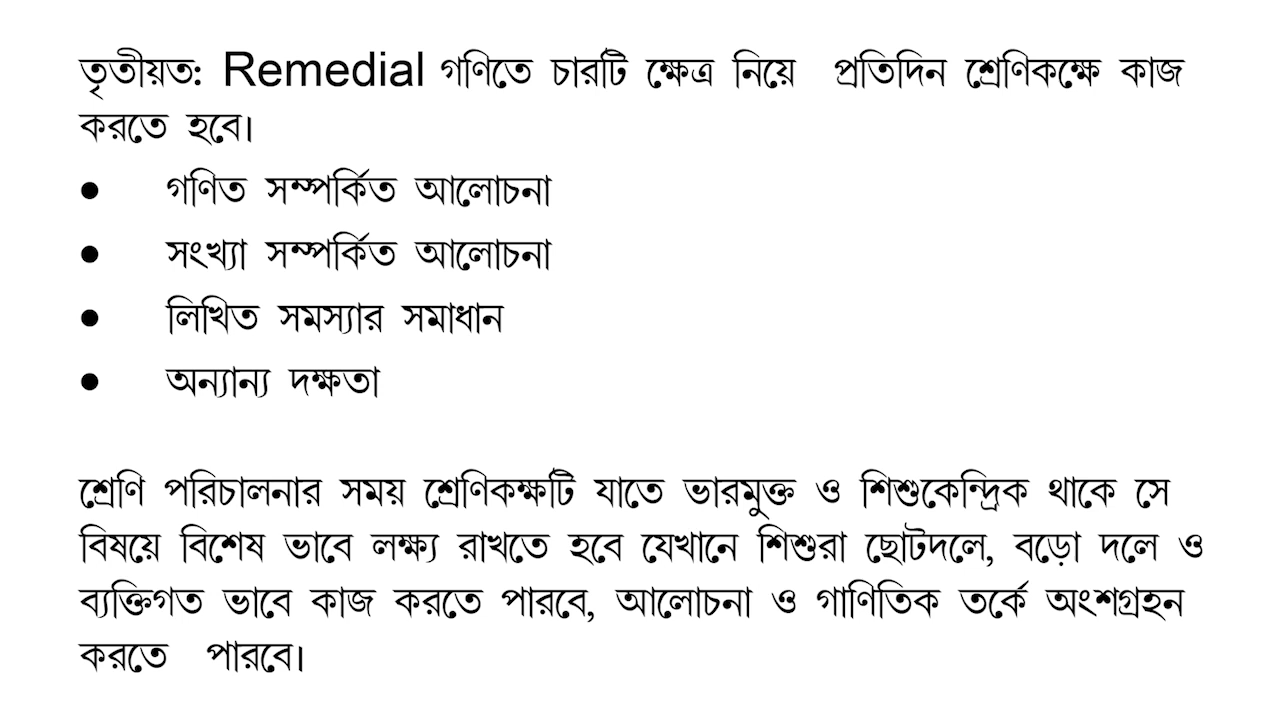 তৃতীয়ত: Remedial গণিতে চারটি ক্ষেত্র নিয়ে প্রতিদিন শ্রেণিকক্ষে কাজ
করতে হবে।
● গণিত সম্পর্কিত আলোচনা
● সংখ্যা সম্পর্কিত আলোচনা
● লিখিত সমস্যার সমাধান
● অন্যান্য দক্ষতা
শ্রেণি পরিচালনার সময় শ্রেণিকক্ষটি যাতে ভারমুক্ত ও শিশুকেন্দ্রিক থাকে সে
বিষয়ে বিশেষ ভাবে লক্ষ্য রাখতে হবে যেখানে শিশুরা ছোটদলে, বড়ো দলে ও
ব্যক্তিগত ভাবে কাজ করতে পারবে, আলোচনা ও গাণিতিক তর্কে অংশগ্রহন
করতে পারবে।